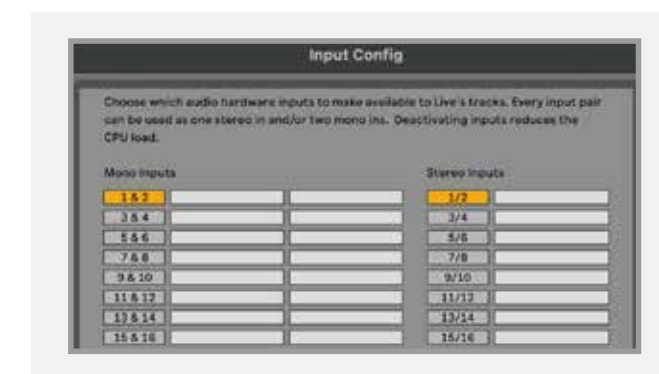 Input Config
Choose which audio hardware inputs to make available to Live's tracks. Every input pair
can be used as one stereo in and/or two mono ins. Deactivating inputs reduces the
CPU load.
Mono Inputs Stereo Inputs
1 & 2 1/2
3 & 4 3/4
5 & 6 5/6
7 & 8 7/8
9 & 10 9/10
11 & 12 11/12
13 & 14 13/14
15 & 16 15/16